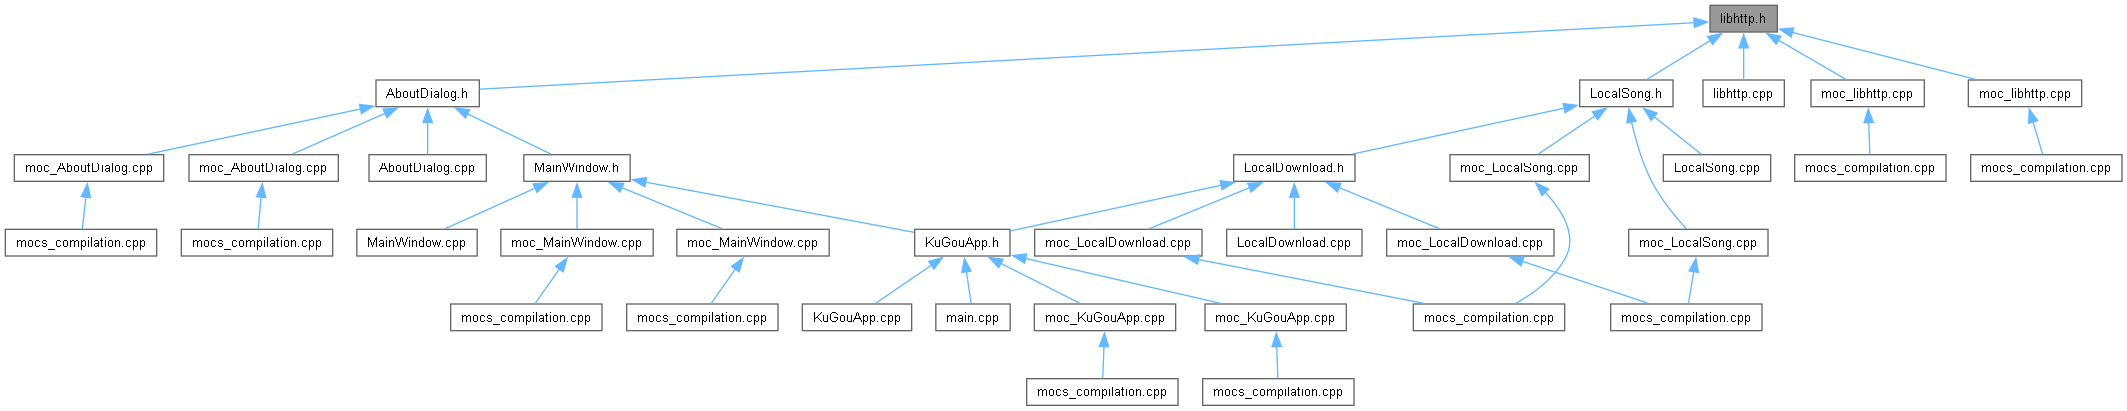 libhttp.h
AboutDialog.h
LocalSong.h
libhttp.cpp
moc_libhttp.cpp
moc_libhttp.cpp
moc_AboutDialog.cpp
moc_AboutDialog.cpp
AboutDialog.cpp
MainWindow.h
LocalDownload.h
moc_LocalSong.cpp
LocalSong.cpp
mocs_compilation.cpp
mocs_compilation.cpp
mocs_compilation.cpp
mocs_compilation.cpp
MainWindow.cpp
moc_MainWindow.cpp
moc_MainWindow.cpp
KuGouApp.h
moc_LocalDownload.cpp
LocalDownload.cpp
moc_LocalDownload.cpp
moc_LocalSong.cpp
mocs_compilation.cpp
mocs_compilation.cpp
KuGouApp.cpp
main.cpp
moc_KuGouApp.cpp
moc_KuGouApp.cpp
mocs_compilation.cpp
mocs_compilation.cpp
mocs_compilation.cpp
mocs_compilation.cpp